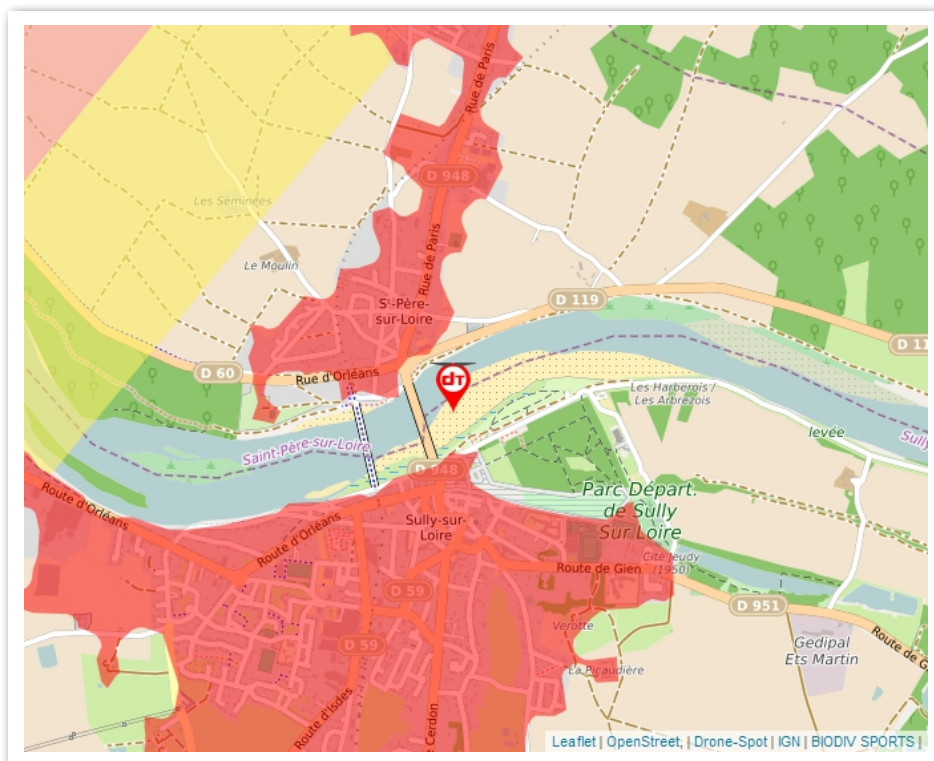 Rue de Paris
D 948
Les Séminées
Le Moulin
Rue de Paris
St-Père-
sur-Loire
D 119
D 11
D 60
Rue d'Orléans
dT
Les Harberois /
Les Arbrezois
levée
Saint-Père-sur-Loire
Sully
D 948
Route d'Orléans
Route d'Orléans
Sully-sur-
Loire
Parc Départ.
de Sully
Sur Loire
Cité Jeudy
(1950)
Route de Gien
D 59
D 951
Verotte
Gedipal
Ets Martin
Route de G
D 59
La Picaudière
Route d'Isdes
e Cerdon
Leaflet | OpenStreet, | Drone-Spot | IGN | BIODIV SPORTS |